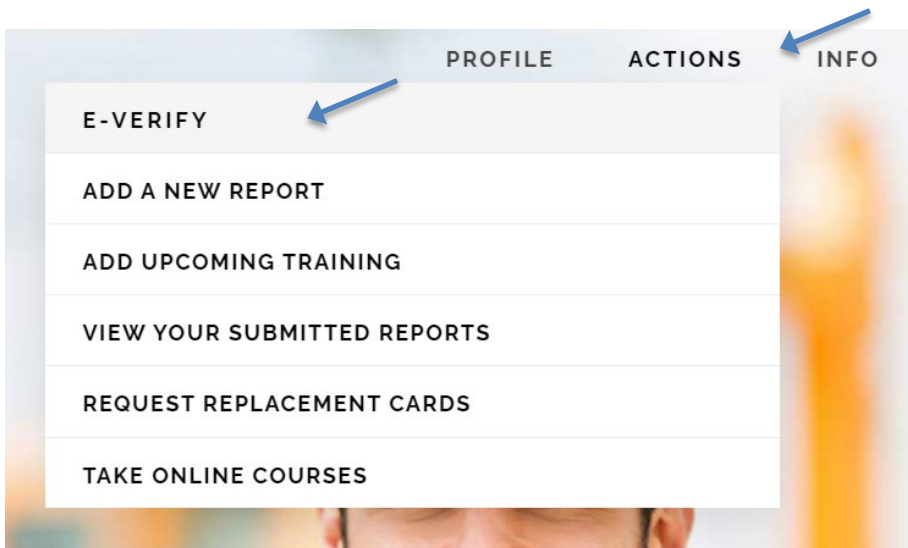 PROFILE ACTIONS INFO
E-VERIFY
ADD A NEW REPORT
ADD UPCOMING TRAINING
VIEW YOUR SUBMITTED REPORTS
REQUEST REPLACEMENT CARDS
TAKE ONLINE COURSES